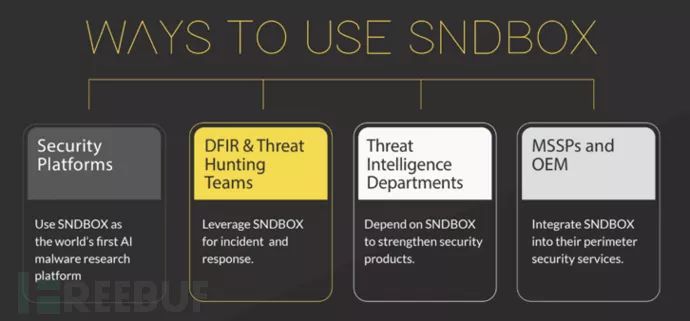 WAYS TO USE SNDBOX
Security
Platforms
Use SNDBOX as
the world's first AI
malware research
platform
DFIR & Threat
Hunting
Teams
Leverage SNDBOX
for incident and
response.
Threat
Intelligence
Departments
Depend on SNDBOX
to strengthen security
products.
MSSPs and
OEM
Integrate SNDBOX
into their perimeter
security services.
FREEBUF